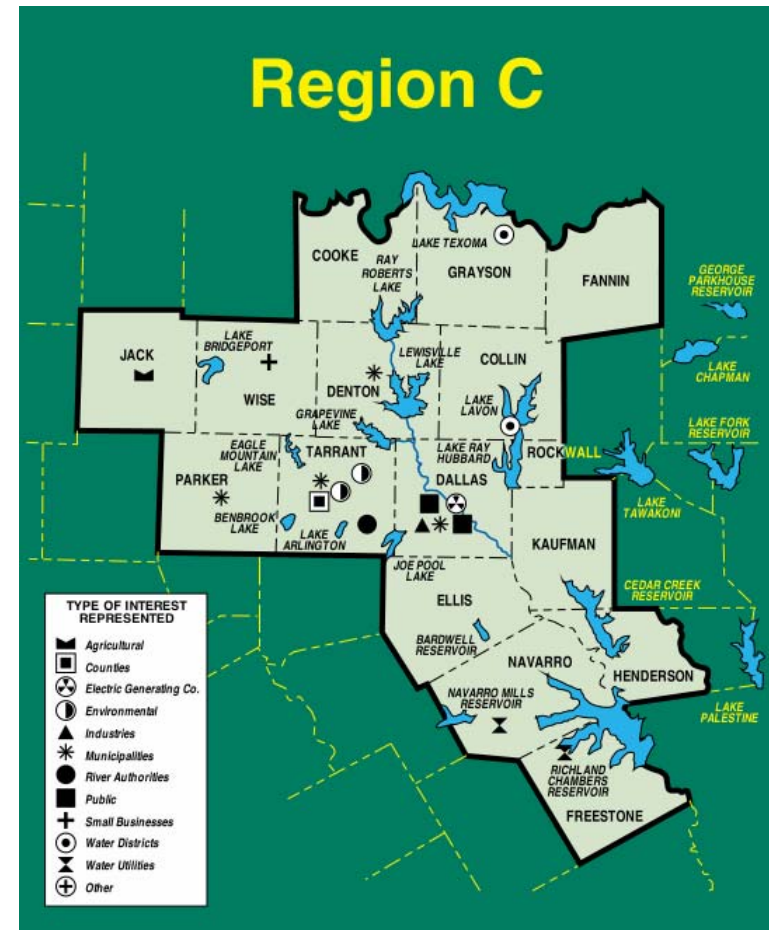 Region C
COOKE
LAKE TEXOMA
RAY
ROBERTS
LAKE
GRAYSON
FANNIN
GEORGE
PARKHOUSE
RESERVOIR
JACK
LAKE
BRIDGEPORT
WISE
DENTON
LEWISVILLE
LAKE
COLLIN
LAKE
CHAPMAN
LAKE
LAVON
GRAPEVINE
LAKE
LAKE FORK
RESERVOIR
EAGLE
MOUNTAIN
LAKE
TARRANT
LAKE RAY
HUBBARD
ROCKWALL
PARKER
DALLAS
BENBROOK
LAKE
LAKE
ARLINGTON
LAKE
TAWAKONI
KAUFMAN
JOE POOL
LAKE
CEDAR CREEK
RESERVOIR
ELLIS
BARDWELL
RESERVOIR
NAVARRO
HENDERSON
NAVARRO MILLS
RESERVOIR
LAKE
PALESTINE
RICHLAND
CHAMBERS
RESERVOIR
FREESTONE
TYPE OF INTEREST
REPRESENTED
Agricultural
Counties
Electric Generating Co.
Environmental
Industries
Municipalities
River Authorities
Public
Small Businesses
Water Districts
Water Utilities
Other